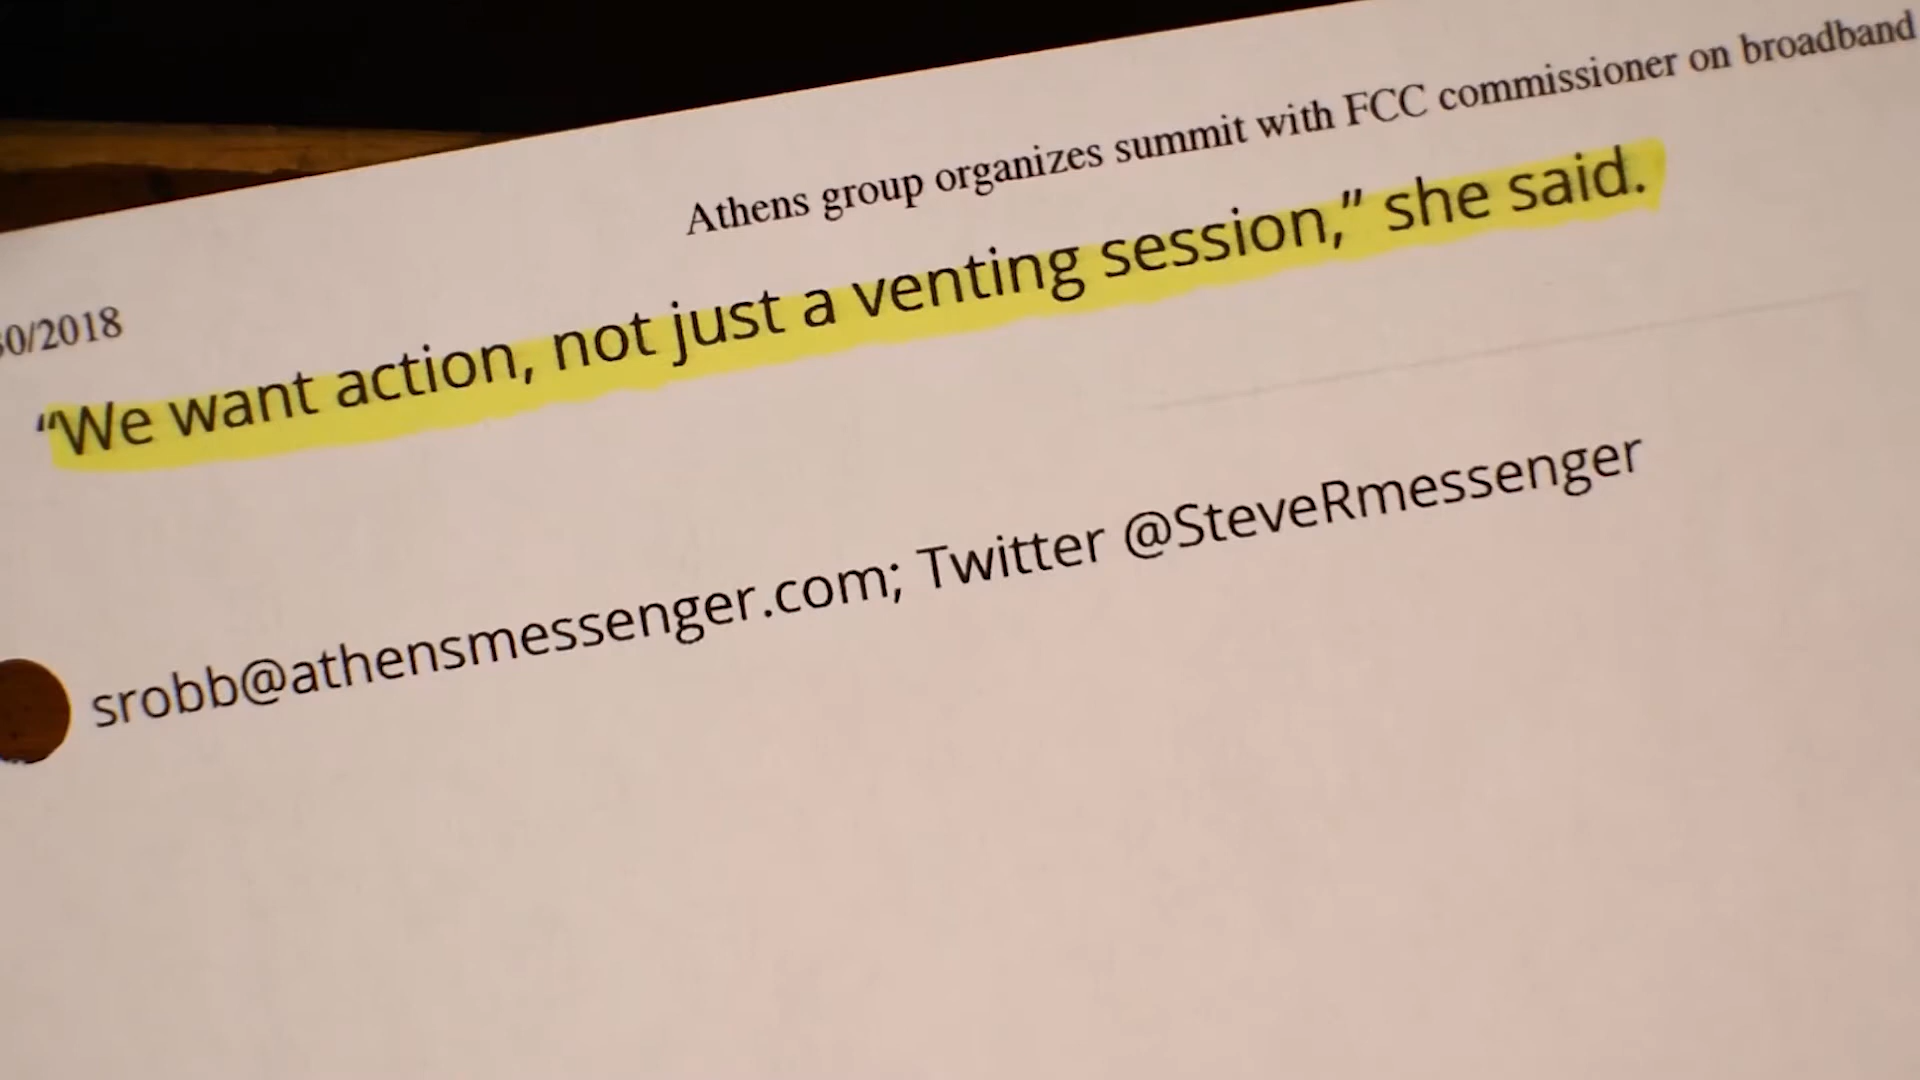 Athens group organizes summit with FCC commissioner on broadband
30/2018
“We want action, not just a venting session,” she said.
srobb@athensmessenger.com; Twitter @SteveRmessenger